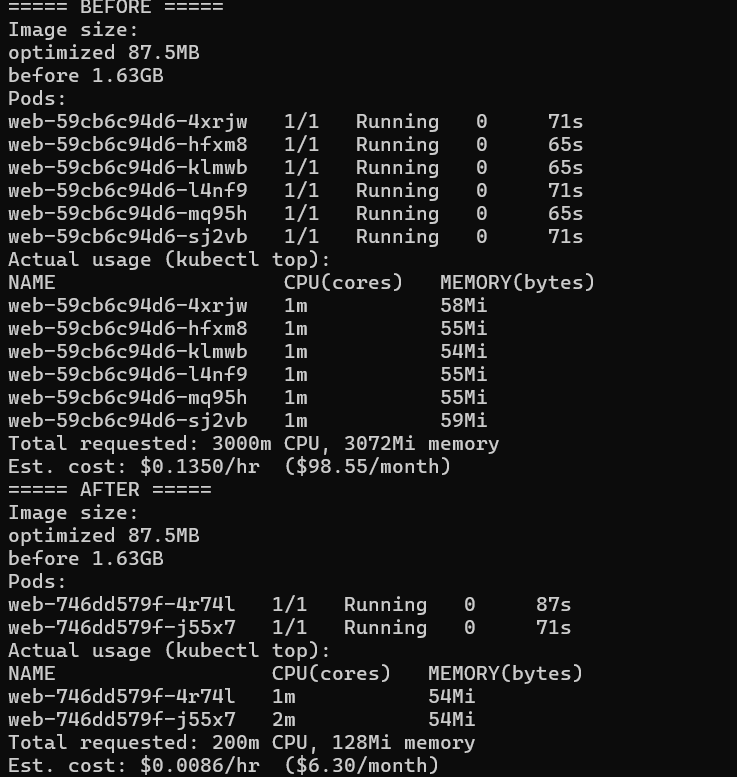 ===== BEFORE =====
Image size:
optimized 87.5MB
before 1.63GB
Pods:
web-59cb6c94d6-4xrjw   1/1   Running   0     71s
web-59cb6c94d6-hfxm8   1/1   Running   0     65s
web-59cb6c94d6-klmwb   1/1   Running   0     65s
web-59cb6c94d6-l4nf9   1/1   Running   0     71s
web-59cb6c94d6-mq95h   1/1   Running   0     65s
web-59cb6c94d6-sj2vb   1/1   Running   0     71s
Actual usage (kubectl top):
NAME                   CPU(cores)   MEMORY(bytes)
web-59cb6c94d6-4xrjw   1m           58Mi
web-59cb6c94d6-hfxm8   1m           55Mi
web-59cb6c94d6-klmwb   1m           54Mi
web-59cb6c94d6-l4nf9   1m           55Mi
web-59cb6c94d6-mq95h   1m           55Mi
web-59cb6c94d6-sj2vb   1m           59Mi
Total requested: 3000m CPU, 3072Mi memory
Est. cost: $0.1350/hr  ($98.55/month)
===== AFTER =====
Image size:
optimized 87.5MB
before 1.63GB
Pods:
web-746dd579f-4r74l   1/1   Running   0     87s
web-746dd579f-j55x7   1/1   Running   0     71s
Actual usage (kubectl top):
NAME                  CPU(cores)   MEMORY(bytes)
web-746dd579f-4r74l   1m           54Mi
web-746dd579f-j55x7   2m           54Mi
Total requested: 200m CPU, 128Mi memory
Est. cost: $0.0086/hr  ($6.30/month)